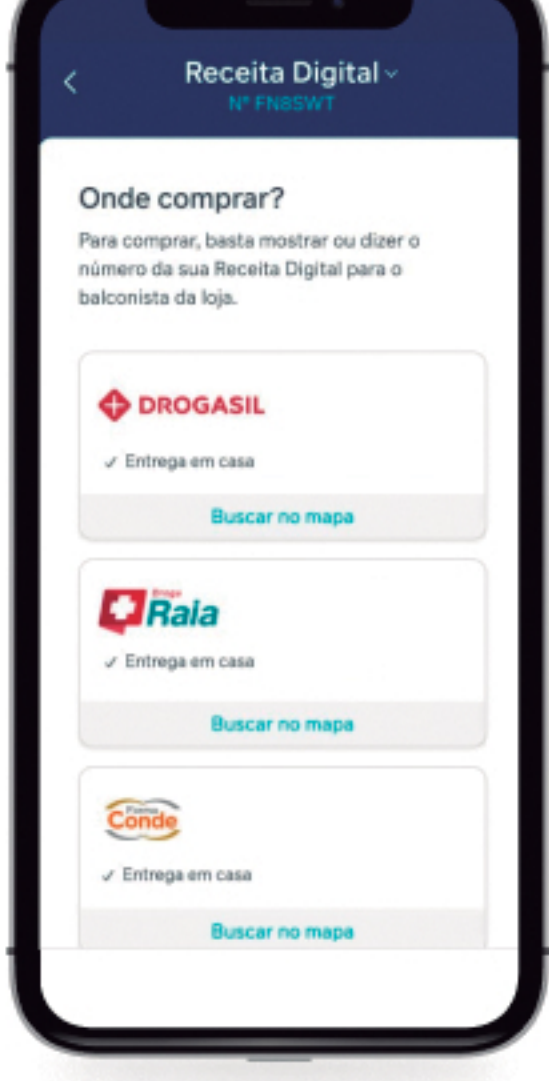 Receita Digital
Nº FN8SWT
Onde comprar?
Para comprar, basta mostrar ou dizer o
número da sua Receita Digital para o
balconista da loja.
DROGASIL
Entrega em casa
Buscar no mapa
Droga
Raia
Entrega em casa
Buscar no mapa
Conde
Entrega em casa
Buscar no mapa